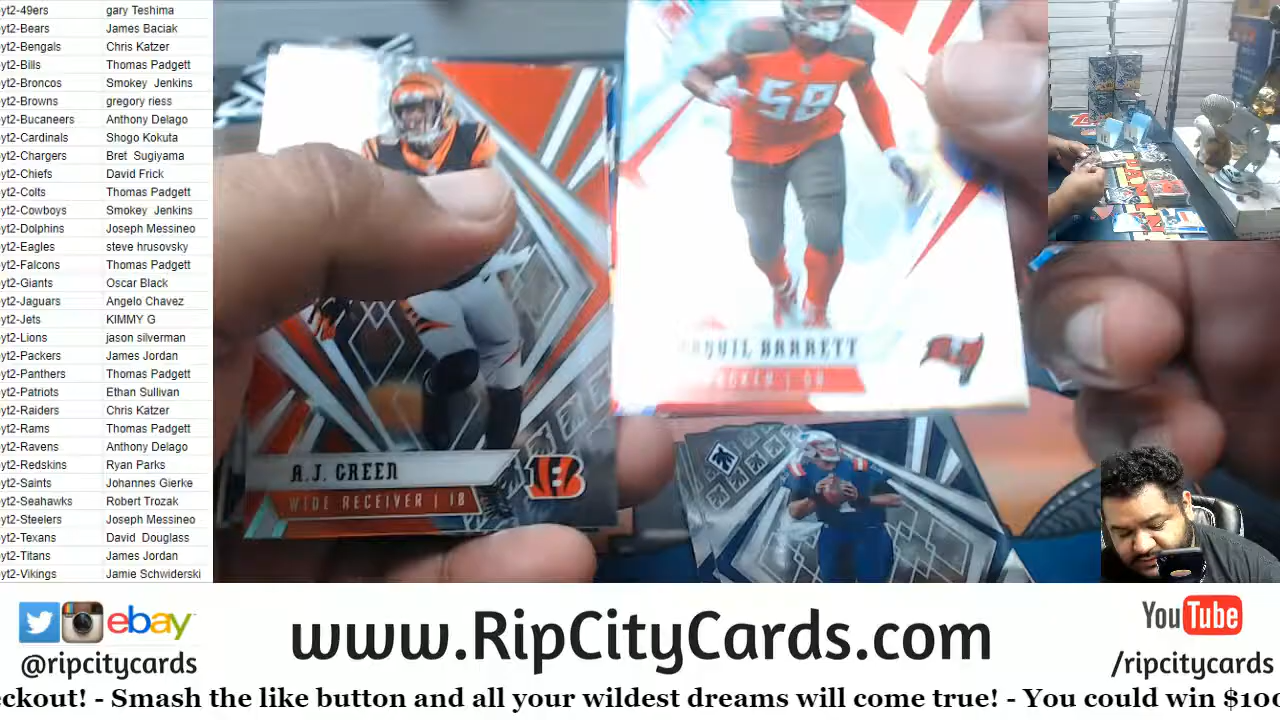 yt2-49ers gary Teshima
yt2-Bears James Baciak
yt2-Bengals Chris Katzer
yt2-Bills Thomas Padgett
yt2-Broncos Smokey Jenkins
yt2-Browns gregory riess
yt2-Bucaneers Anthony Delago
yt2-Cardinals Shogo Kokuta
yt2-Chargers Bret Sugiyama
yt2-Chiefs David Frick
yt2-Colts Thomas Padgett
yt2-Cowboys Smokey Jenkins
yt2-Dolphins Joseph Messineo
yt2-Eagles steve hrusovsky
yt2-Falcons Thomas Padgett
yt2-Giants Oscar Black
yt2-Jaguars Angelo Chavez
yt2-Jets KIMMY G
yt2-Lions jason silverman
yt2-Packers James Jordan
yt2-Panthers Thomas Padgett
yt2-Patriots Ethan Sullivan
yt2-Raiders Chris Katzer
yt2-Rams Thomas Padgett
yt2-Ravens Anthony Delago
yt2-Redskins Ryan Parks
yt2-Saints Johannes Gierke
yt2-Seahawks Robert Trozak
yt2-Steelers Joseph Messineo
yt2-Texans David Douglass
yt2-Titans James Jordan
yt2-Vikings Jamie Schwiderski
58
BARRETT
A.J. GREEN
WIDE RECEIVER | 18
ebay
@ripcitycards
www.RipCityCards.com
YouTube
/ripcitycards
eckout! - Smash the like button and all your wildest dreams will come true! - You could win $100